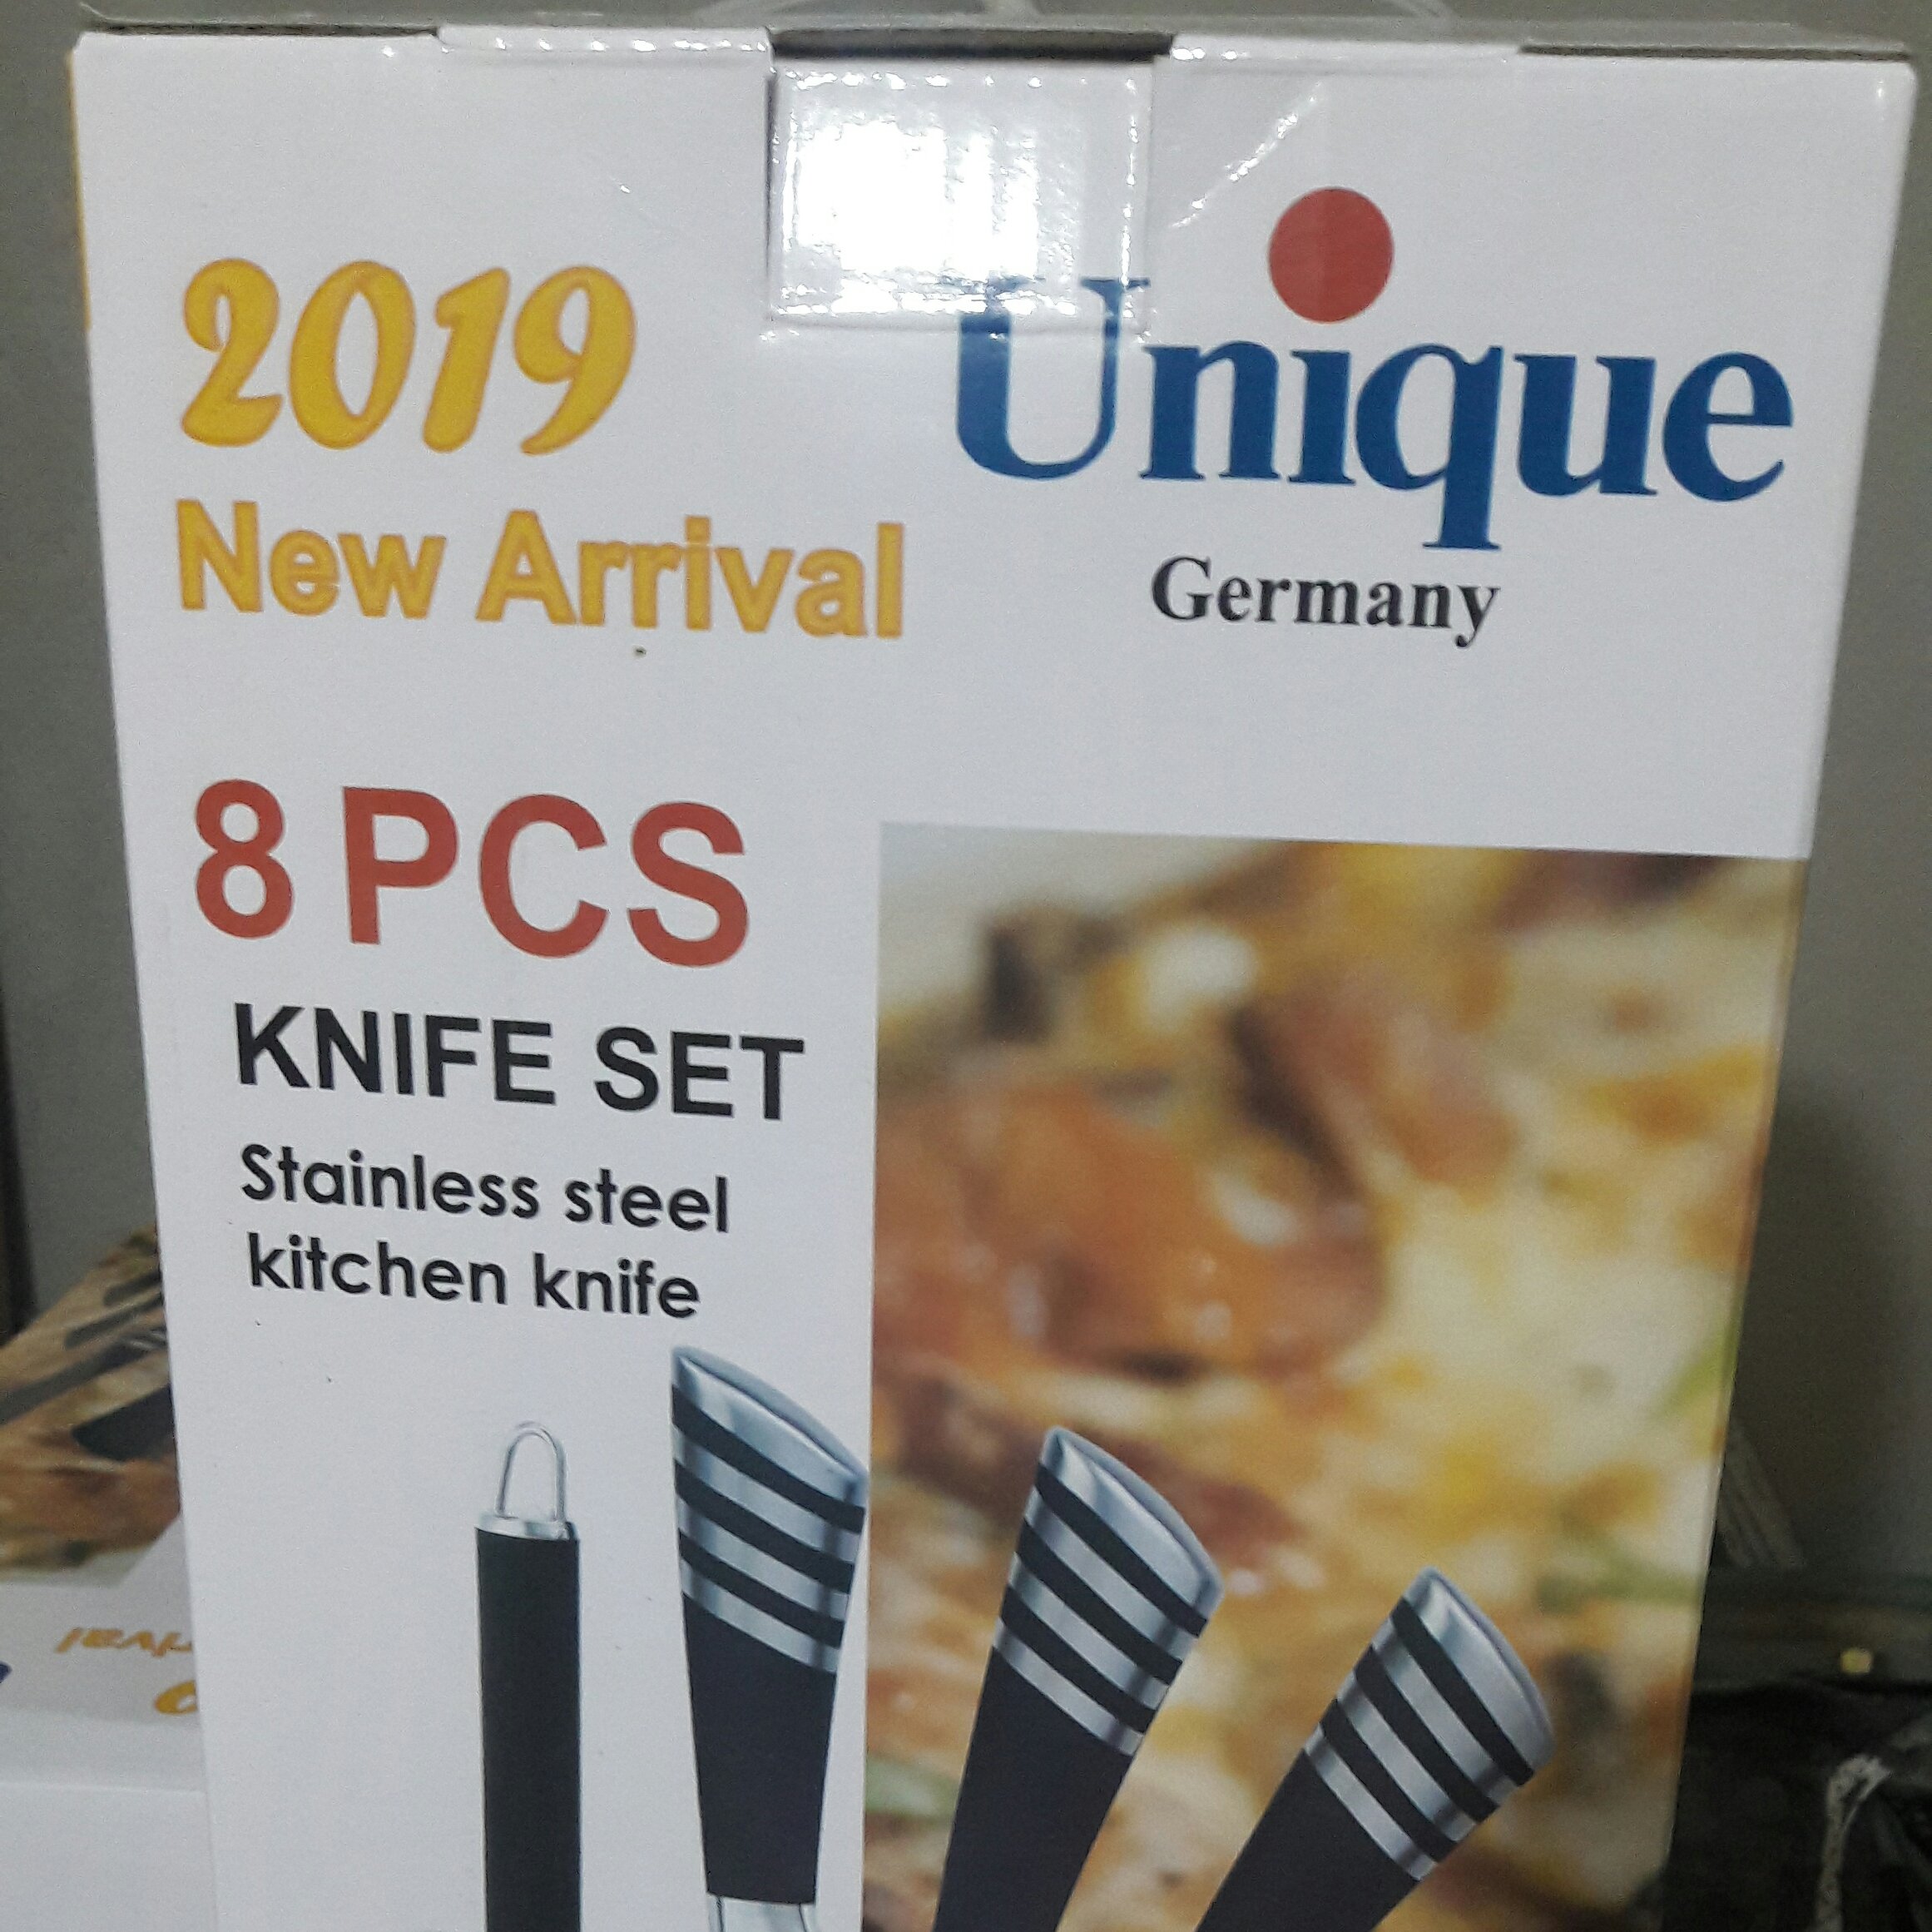 2019
New Arrival
Unique
Germany
8 PCS
KNIFE SET
Stainless steel
kitchen knife